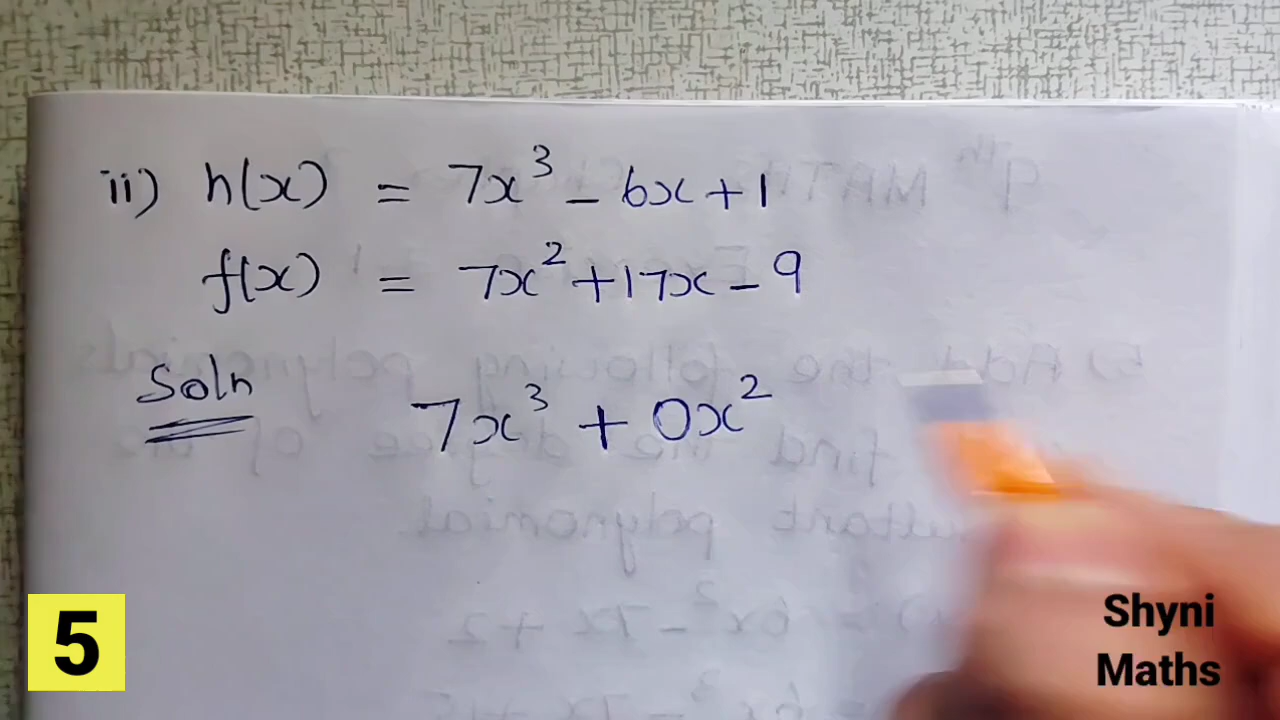 ii) h(x) = 7x³ - 6x + 1
f(x) = 7x² + 17x - 9
Soln 7x³ + 0x²
5
Shyni
Maths